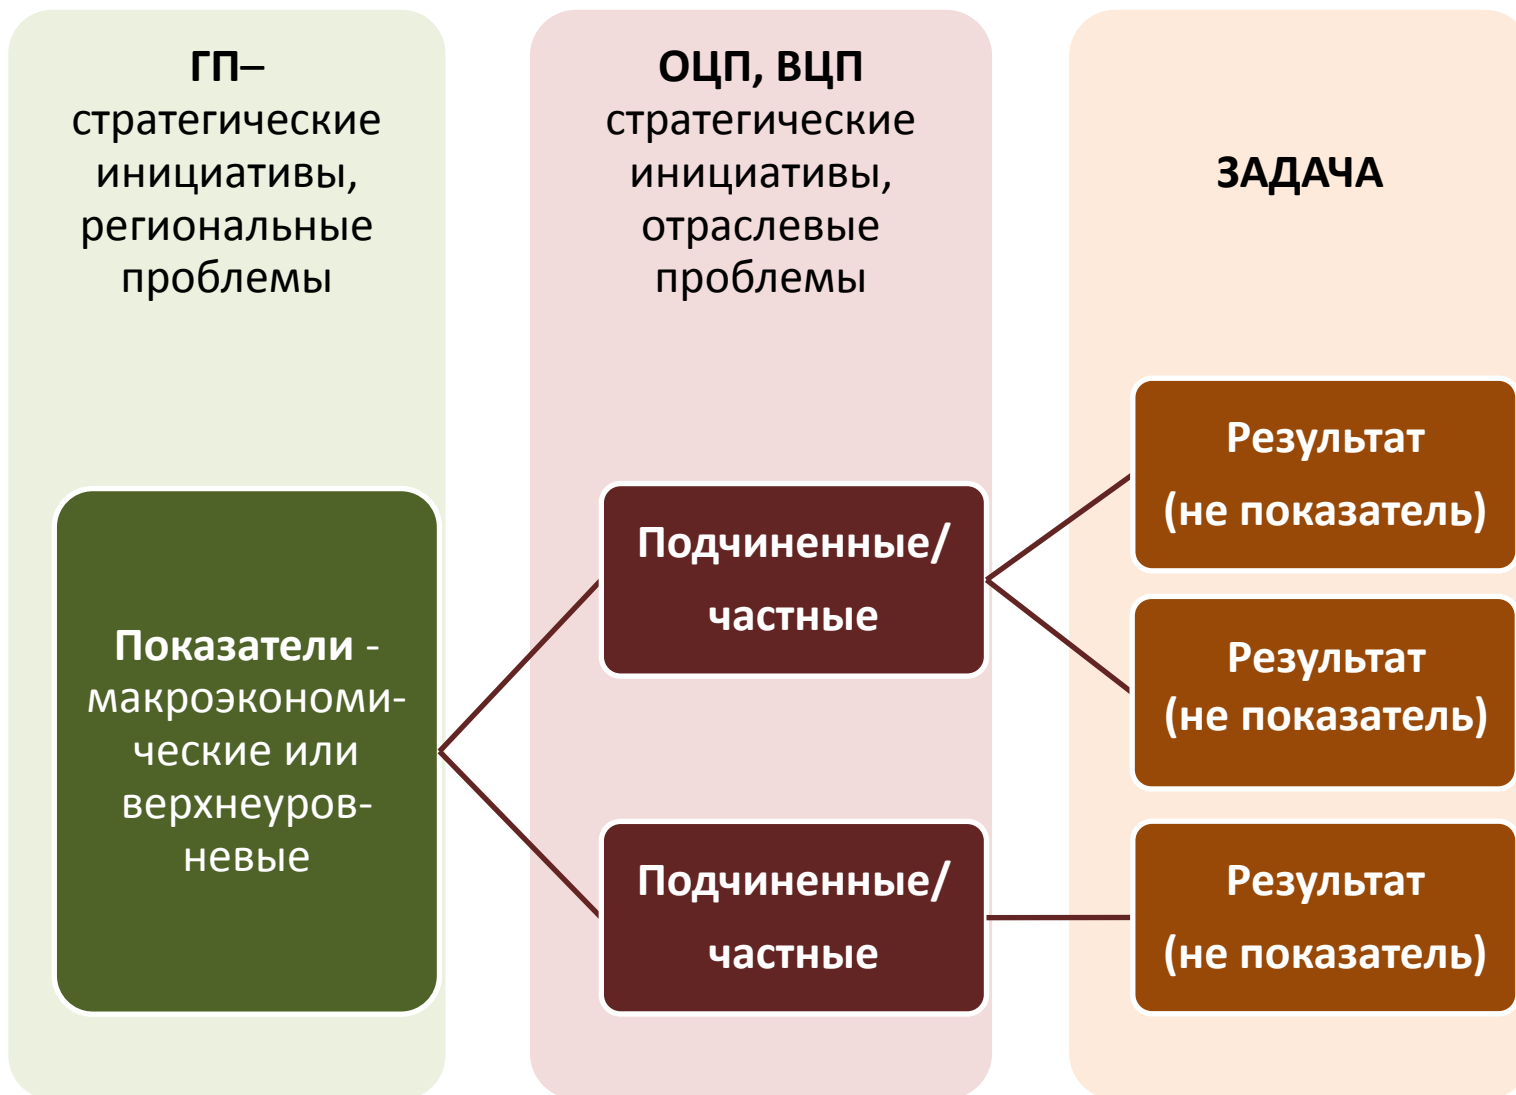 ГП–
стратегические
инициативы,
региональные
проблемы
Показатели -
макроэкономи-
ческие или
верхнеуров-
невые
ОЦП, ВЦП
стратегические
инициативы,
отраслевые
проблемы
Подчиненные/
частные
Подчиненные/
частные
ЗАДАЧА
Результат
(не показатель)
Результат
(не показатель)
Результат
(не показатель)